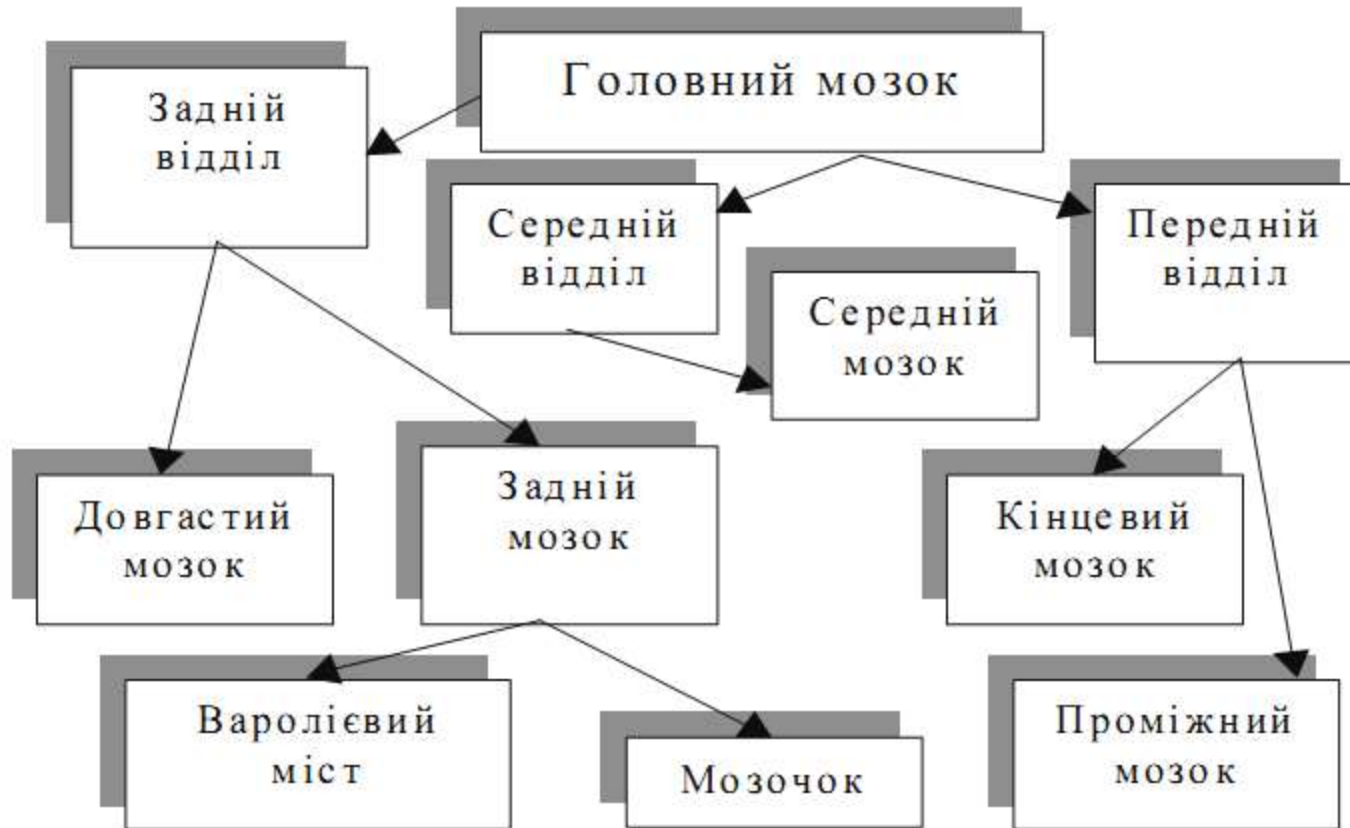 Головний мозок
Задній
відділ
Середній
відділ
Передній
відділ
Середній
мозок
Довгастий
мозок
Задній
мозок
Кінцевий
мозок
Варолієвий
міст
Мозочок
Проміжний
мозок